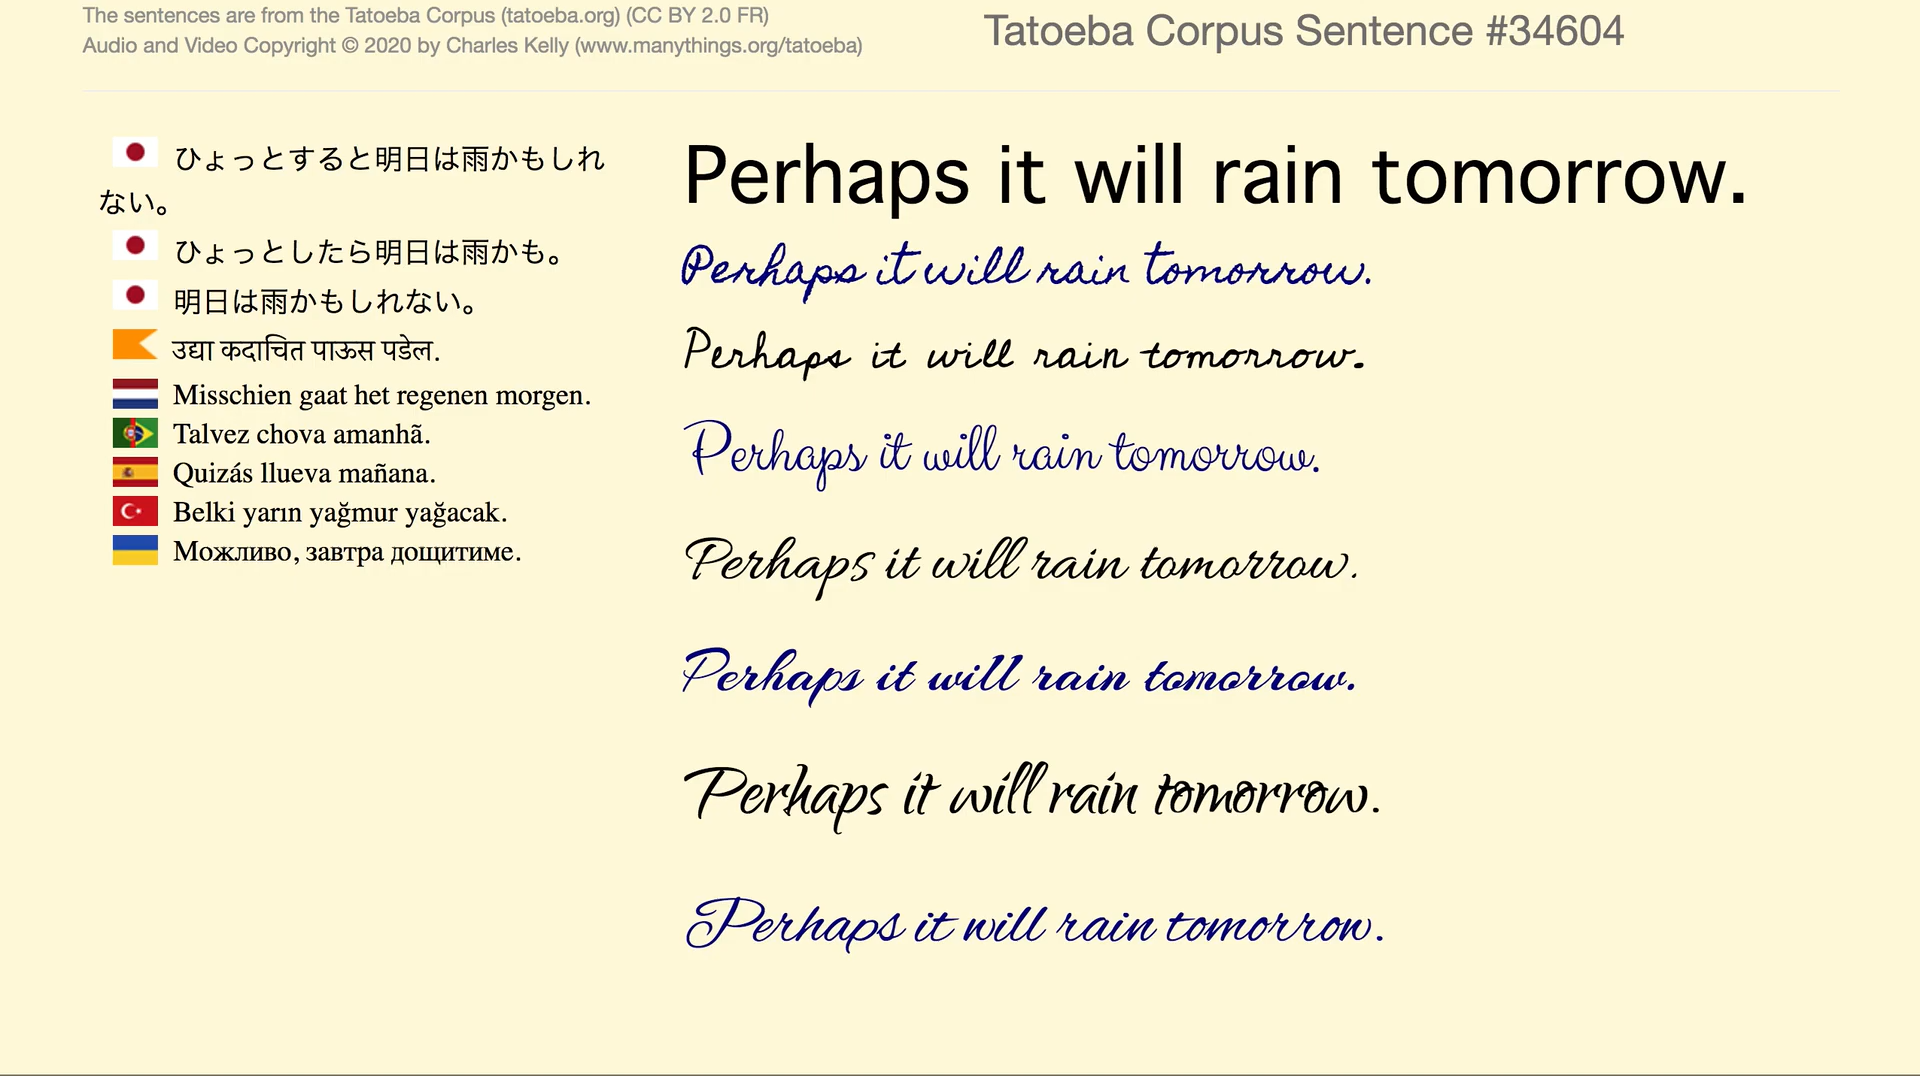 The sentences are from the Tatoeba Corpus (tatoeba.org) (CC BY 2.0 FR)
Audio and Video Copyright © 2020 by Charles Kelly (www.manythings.org/tatoeba)
Tatoeba Corpus Sentence #34604
ひょっとすると明日は雨かもしれ
ない。
ひょっとしたら明日は雨かも。
明日は雨かもしれない。
उद्या कदाचित पाऊस पडेल.
Misschien gaat het regenen morgen.
Talvez chova amanhã.
Quizás llueva mañana.
Belki yarın yağmur yağacak.
Можливо, завтра дощитиме.
Perhaps it will rain tomorrow.
Perhaps it will rain tomorrow.
Perhaps it will rain tomorrow.
Perhaps it will rain tomorrow.
Perhaps it will rain tomorrow.
Perhaps it will rain tomorrow.
Perhaps it will rain tomorrow.
Perhaps it will rain tomorrow.